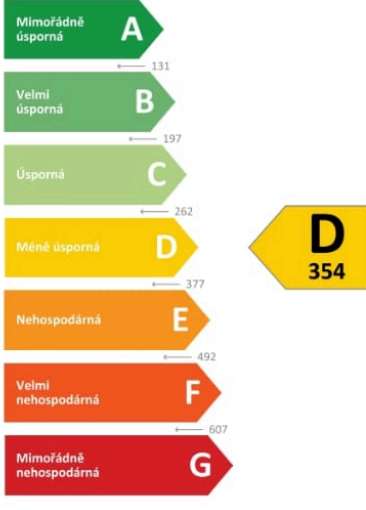 Mimořádně
úsporná
A
131
Velmi
úsporná
B
197
Úsporná
C
262
Méně úsporná
D
377
D
354
Nehospodárná
E
492
Velmi
nehospodárná
F
607
Mimořádně
nehospodárná
G